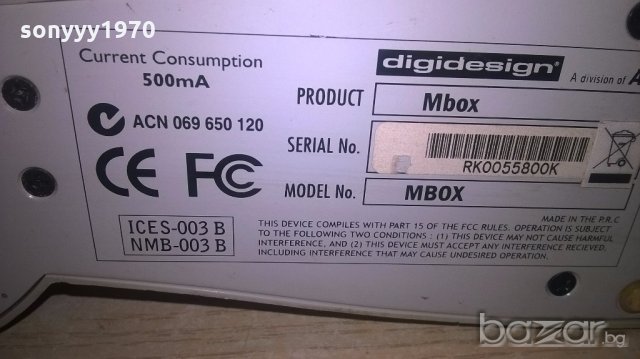 sonyyy1970
Current Consumption
500mA
ACN 069 650 120
CE FC
ICES-003 B
NMB-003 B
digidesign
A division of A
PRODUCT Mbox
SERIAL No. RK0055800K
MODEL No. MBOX
MADE IN THE P.R.C
THIS DEVICE COMPLIES WITH PART 15 OF THE FCC RULES. OPERATION IS SUBJECT
TO THE FOLLOWING TWO CONDITIONS : (1) THIS DEVICE MAY NOT CAUSE HARMFUL
INTERFERENCE, AND (2) THIS DEVICE MUST ACCEPT ANY INTERFERENCE RECIEVED,
INCLUDING INTERFERENCE THAT MAY CAUSE UNDESIRED OPERATION.
bazar.bg